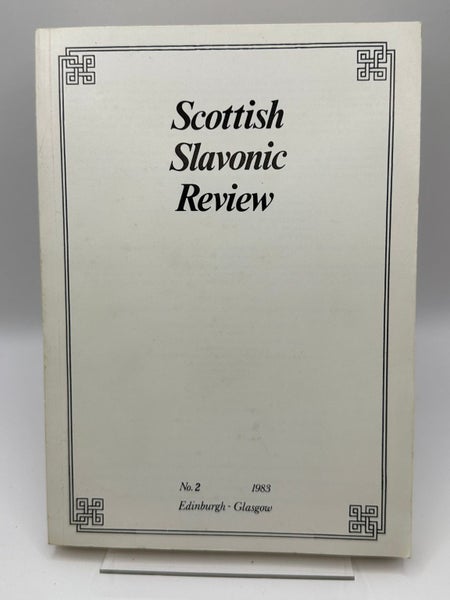 Scottish
Slavonic
Review
No. 2 1983
Edinburgh - Glasgow